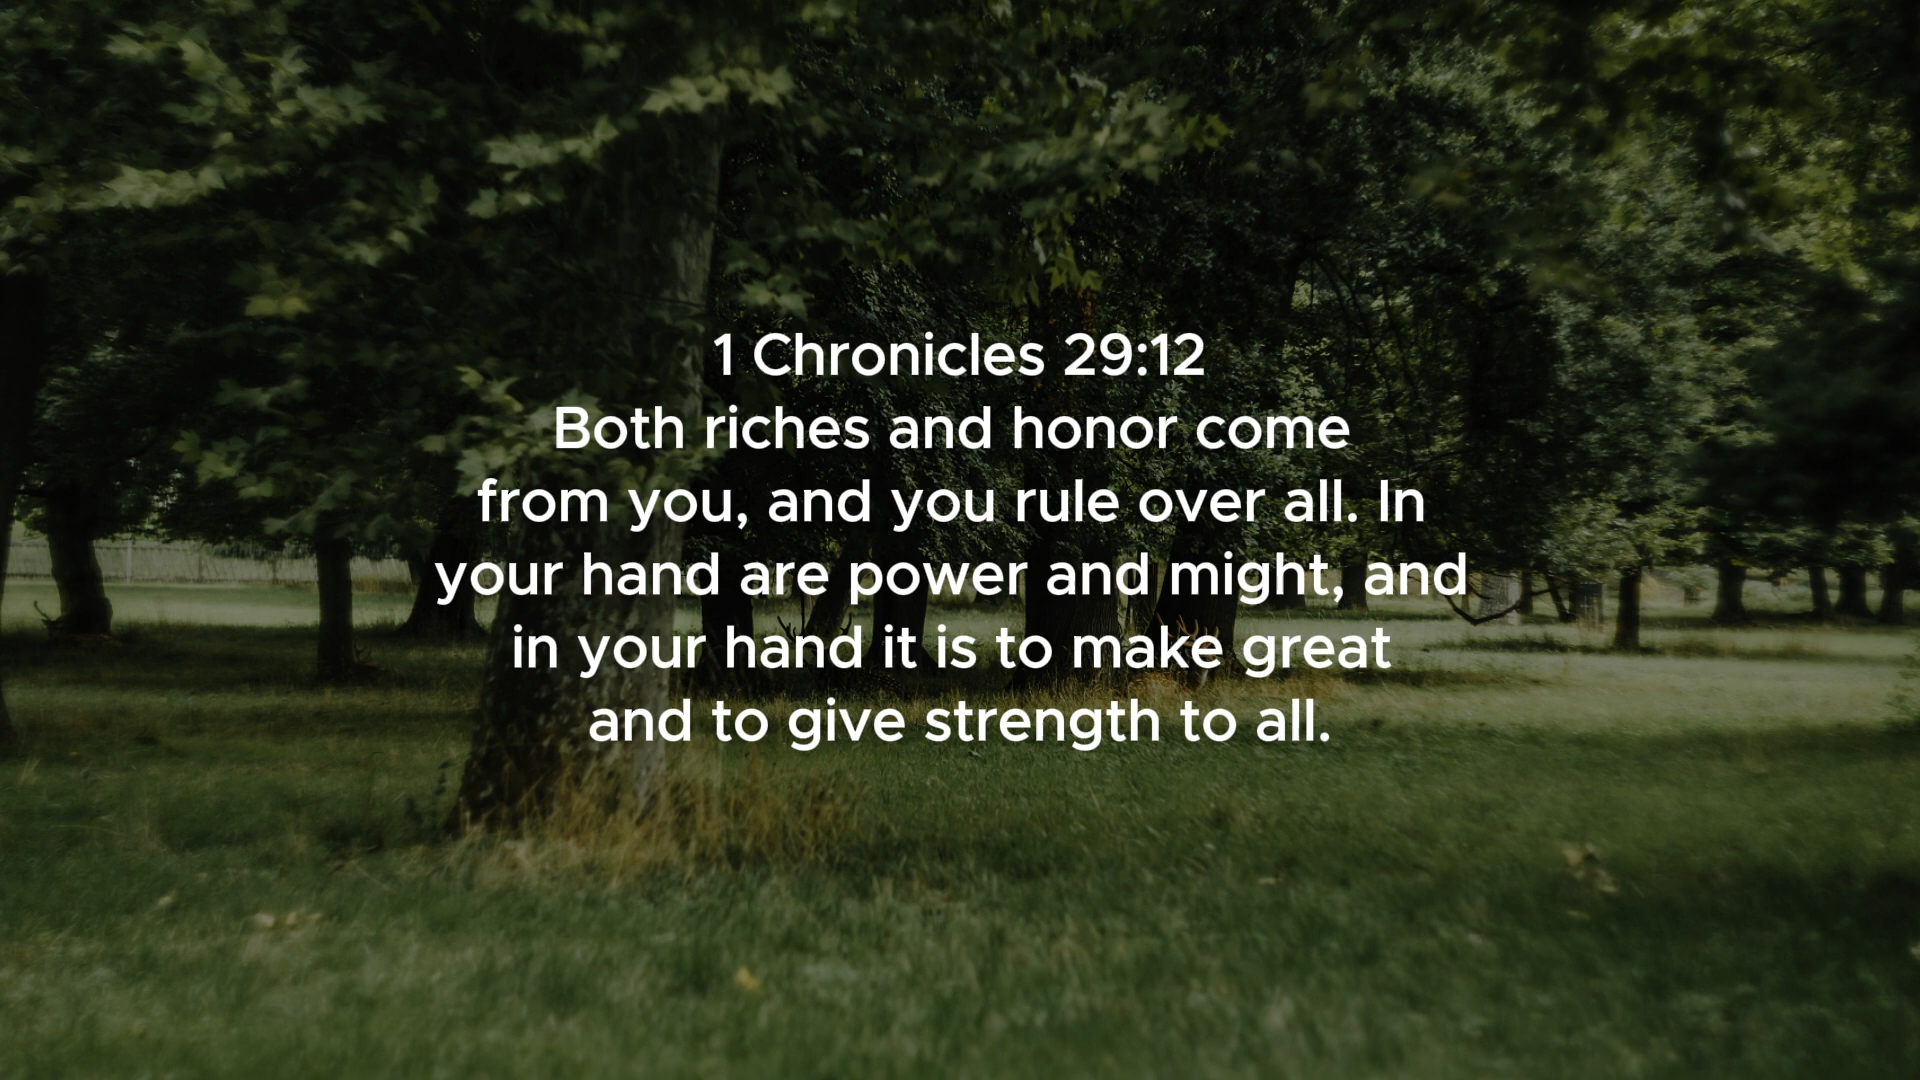 1 Chronicles 29:12
Both riches and honor come
from you, and you rule over all. In
your hand are power and might, and
in your hand it is to make great
and to give strength to all.